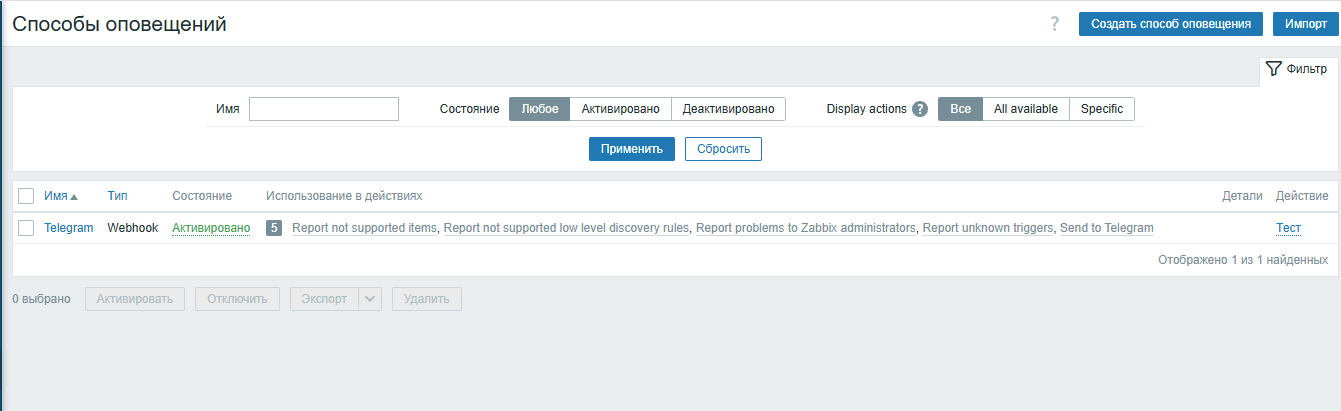 Способы оповещений ? Создать способ оповещения Импорт
Фильтр
Имя Состояние Любое Активировано Деактивировано Display actions ? Все All available Specific
Применить Сбросить
Имя Тип Состояние Использование в действиях Детали Действие
Telegram Webhook Активировано 5 Report not supported items, Report not supported low level discovery rules, Report problems to Zabbix administrators, Report unknown triggers, Send to Telegram Тест
Отображено 1 из 1 найденных
0 выбрано Активировать Отключить Экспорт Удалить